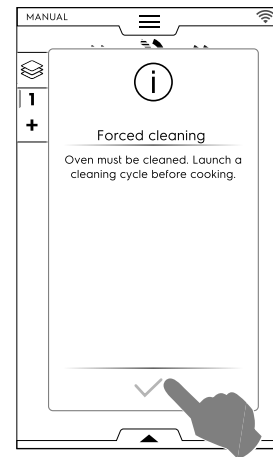 MANUAL
1
+
Forced cleaning
Oven must be cleaned. Launch a
cleaning cycle before cooking.